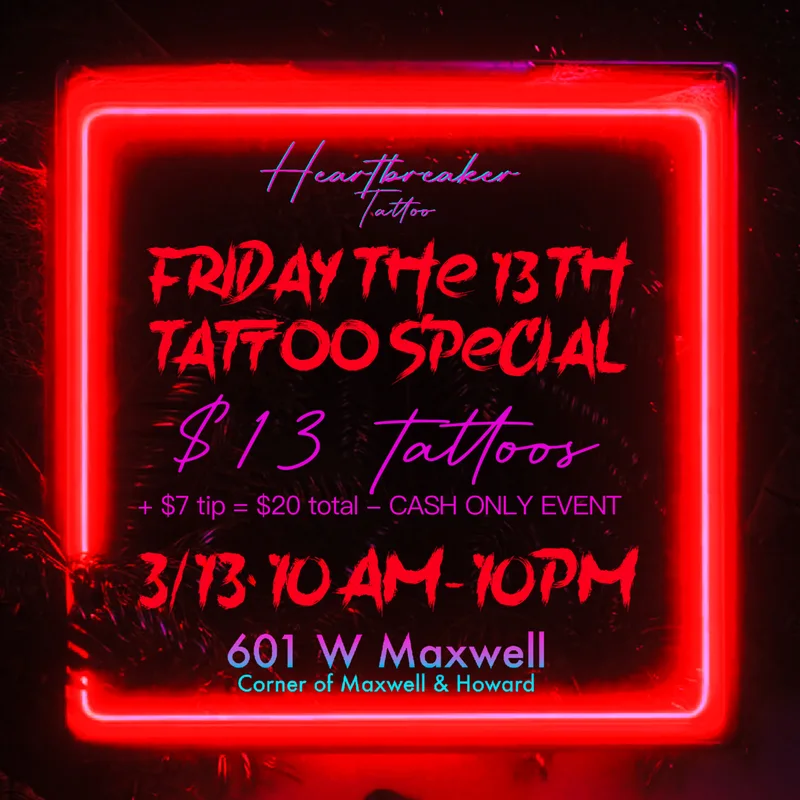 Heartbreaker
Tattoo
FRIDAY THe 13TH
TATTOO SPeCIAL
$13 tattoos
+ $7 tip = $20 total – CASH ONLY EVENT
3/13• 10 AM-10PM
601 W Maxwell
Corner of Maxwell & Howard